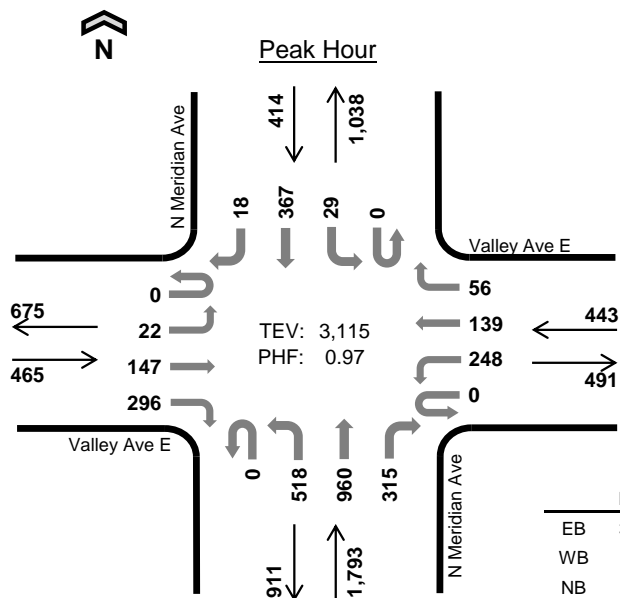 N
Peak Hour
N Meridian Ave
414
1,038
18
367
29
0
Valley Ave E
0
56
675
22
TEV: 3,115
139
443
465
147
PHF: 0.97
248
491
296
0
Valley Ave E
0
518
960
315
N Meridian Ave
911
1,793
EB
WB
NB